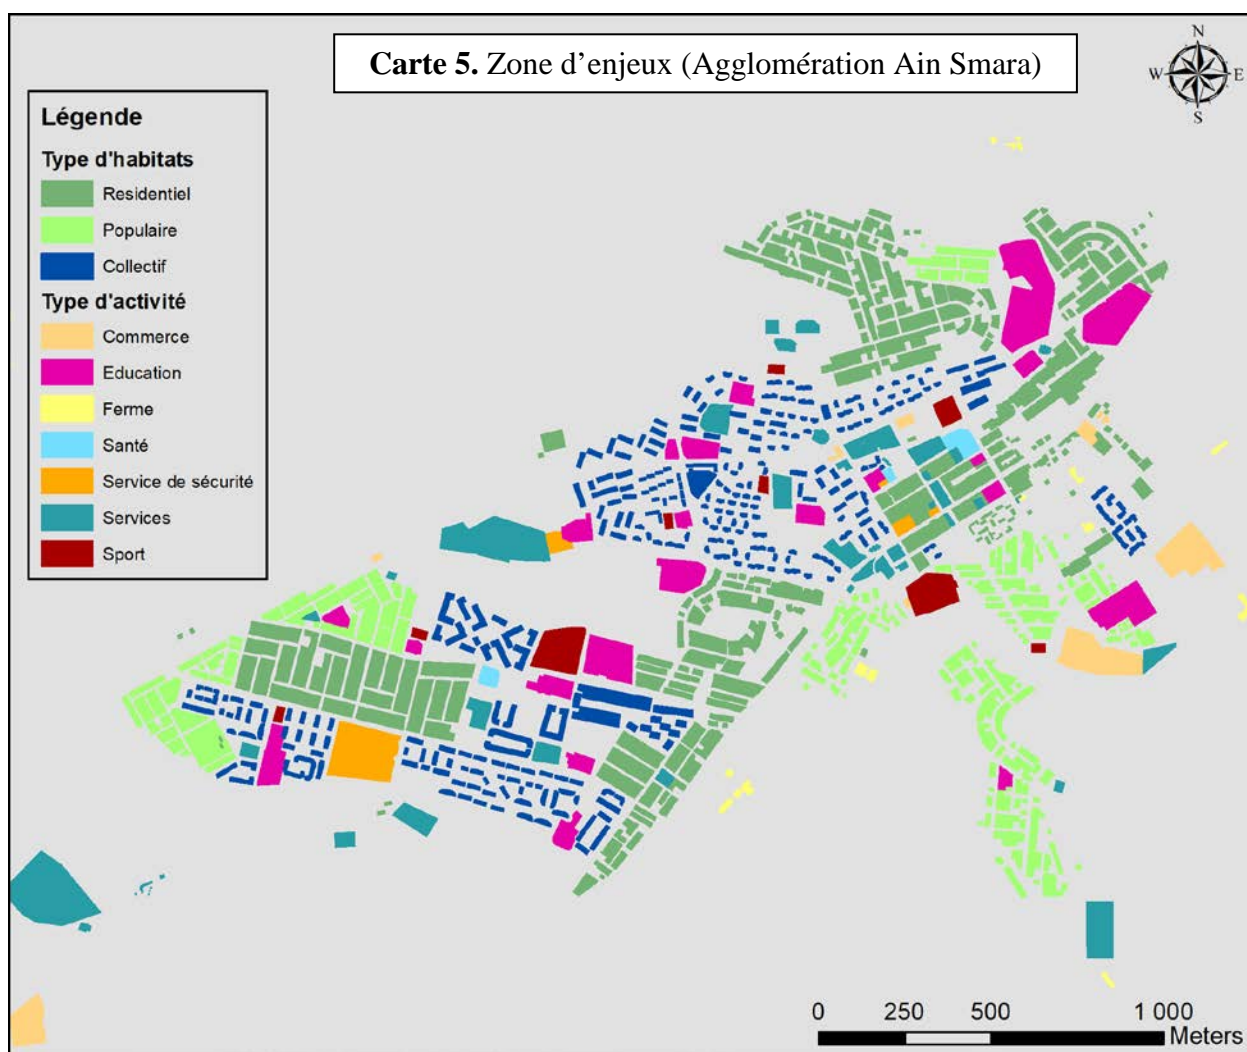 Carte 5. Zone d'enjeux (Agglomération Ain Smara)
N
W E
S
Légende
Type d'habitats
Residentiel
Populaire
Collectif
Type d'activité
Commerce
Education
Ferme
Santé
Service de sécurité
Services
Sport
0 250 500 1 000
Meters